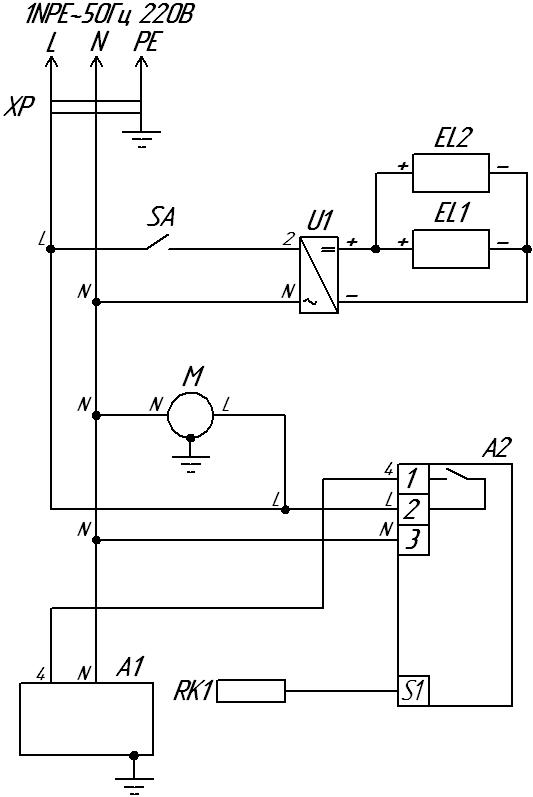 1NPE~50Гц 220В
L N PE
XP
EL2
+ −
SA U1 EL1
L 2 = + + −
N N ~ −
M
N N L
A2
4 1
L L 2
N N 3
A1
4 N
RK1 S1